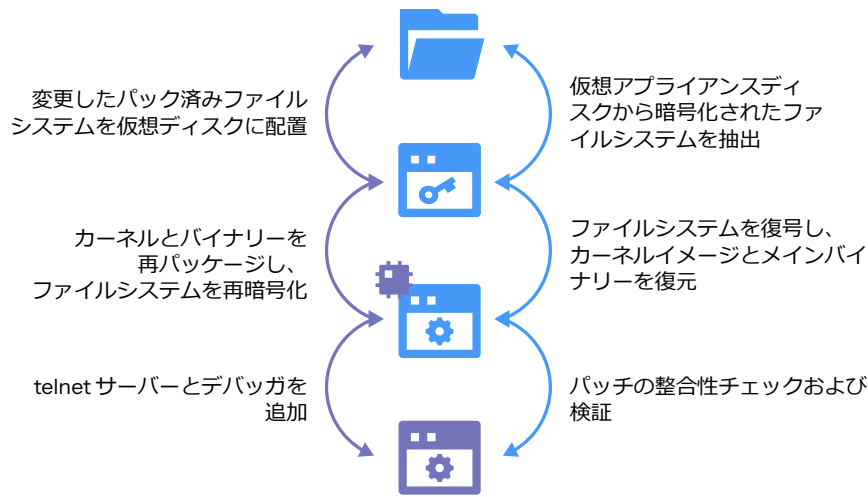 変更したパック済みファイル
システムを仮想ディスクに配置
仮想アプライアンスディ
スクから暗号化されたファ
イルシステムを抽出
カーネルとバイナリーを
再パッケージし、
ファイルシステムを再暗号化
ファイルシステムを復号し、
カーネルイメージとメインバイ
ナリーを復元
telnet サーバーとデバッガを
追加
パッチの整合性チェックおよび
検証